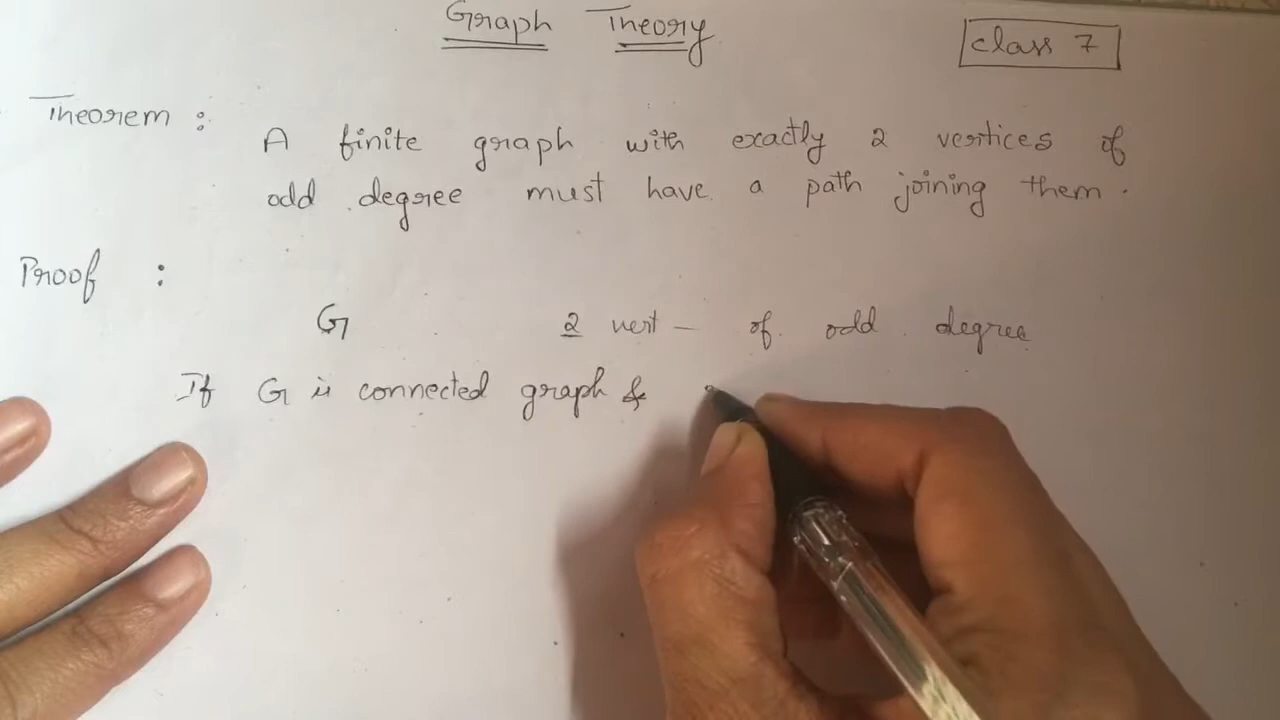 Graph Theory
class 7
Theorem :
A finite graph with exactly 2 vertices of
odd degree must have a path joining them.
Proof :
G 2 vert - of odd degree
If G is connected graph &